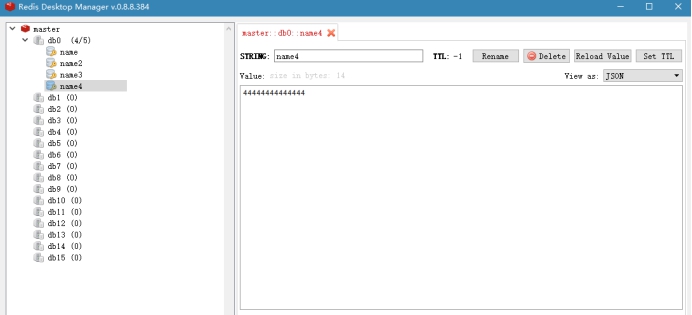 Redis Desktop Manager v.0.8.8.384
master
db0 (4/5)
name
name2
name3
name4
db1 (0)
db2 (0)
db3 (0)
db4 (0)
db5 (0)
db6 (0)
db7 (0)
db8 (0)
db9 (0)
db10 (0)
db11 (0)
db12 (0)
db13 (0)
db14 (0)
db15 (0)
master::db0::name4
STRING: name4 TTL: -1 Rename Delete Reload Value Set TTL
Value: size in bytes: 14 View as: JSON
44444444444444